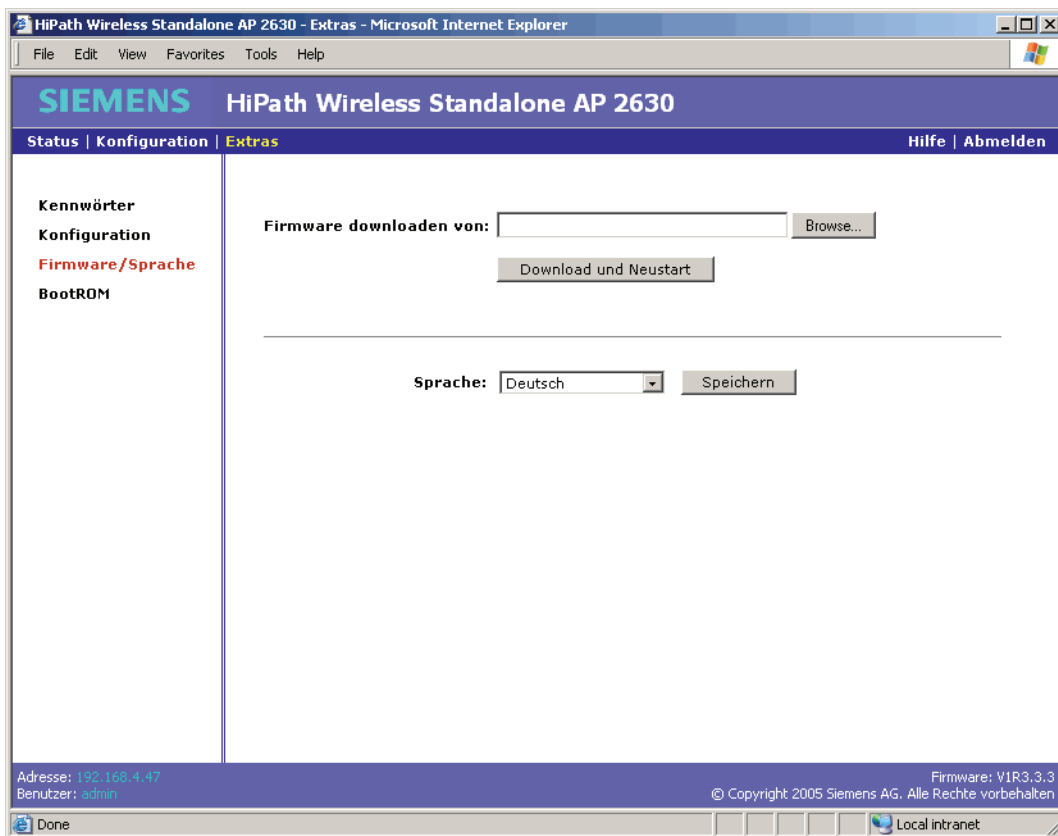 HiPath Wireless Standalone AP 2630 - Extras - Microsoft Internet Explorer
File Edit View Favorites Tools Help
SIEMENS HiPath Wireless Standalone AP 2630
Status | Konfiguration | Extras Hilfe | Abmelden
Kennwörter
Konfiguration
Firmware/Sprache
BootROM
Firmware downloaden von: Browse...
Download und Neustart
Sprache: Deutsch Speichern
Adresse: 192.168.4.47 Firmware: V1R3.3.3
Benutzer: admin © Copyright 2005 Siemens AG. Alle Rechte vorbehalten
Done Local intranet